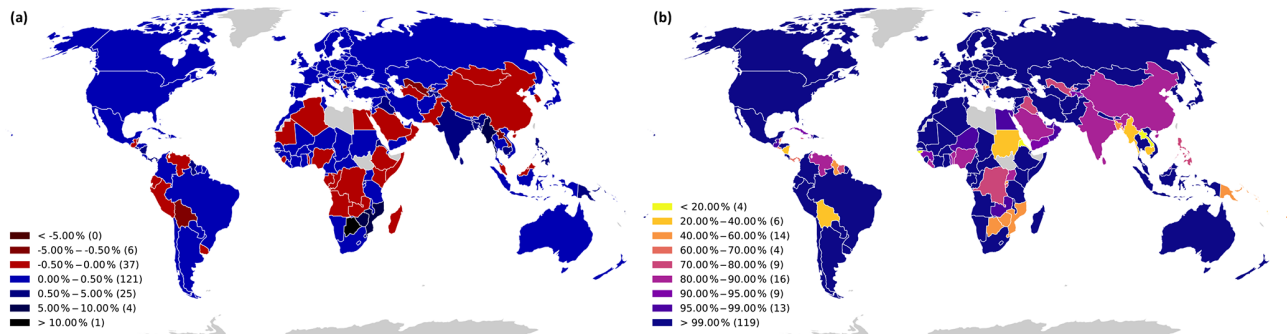 (a)
< -5.00% (0)
-5.00%−-0.50% (6)
-0.50%−0.00% (37)
0.00%−0.50% (121)
0.50%−5.00% (25)
5.00%−10.00% (4)
> 10.00% (1)
(b)
< 20.00% (4)
20.00%−40.00% (6)
40.00%−60.00% (14)
60.00%−70.00% (4)
70.00%−80.00% (9)
80.00%−90.00% (16)
90.00%−95.00% (9)
95.00%−99.00% (13)
> 99.00% (119)